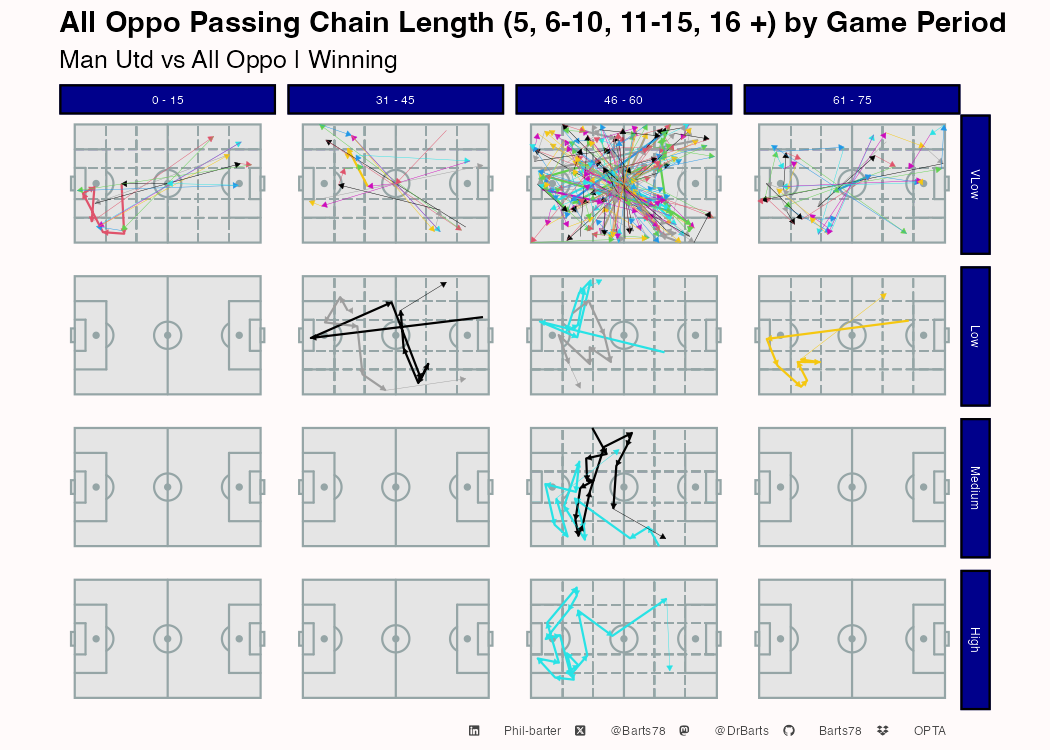 All Oppo Passing Chain Length (5, 6-10, 11-15, 16 +) by Game Period
Man Utd vs All Oppo | Winning
0 - 15 31 - 45 46 - 60 61 - 75
VLow
Low
Medium
High
Phil-barter @Barts78 @DrBarts Barts78 OPTA